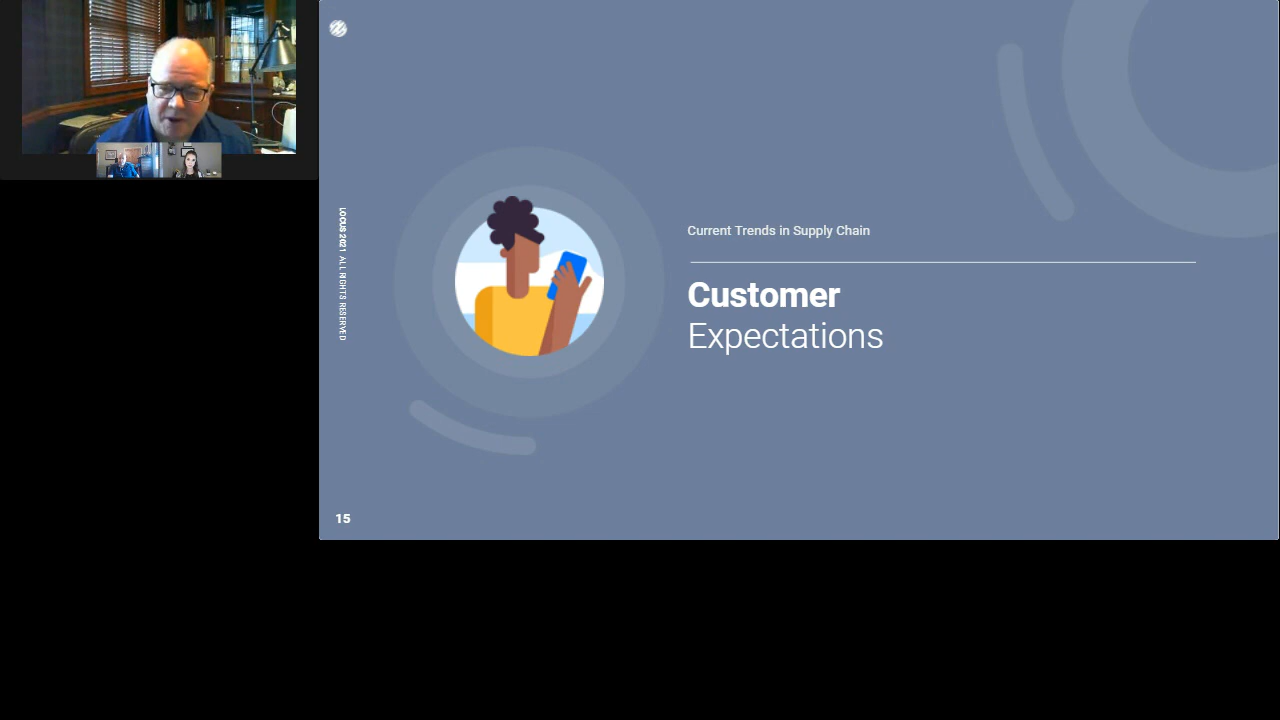 Current Trends in Supply Chain
Customer
Expectations
LOCUS 2021 ALL RIGHTS RESERVED
15